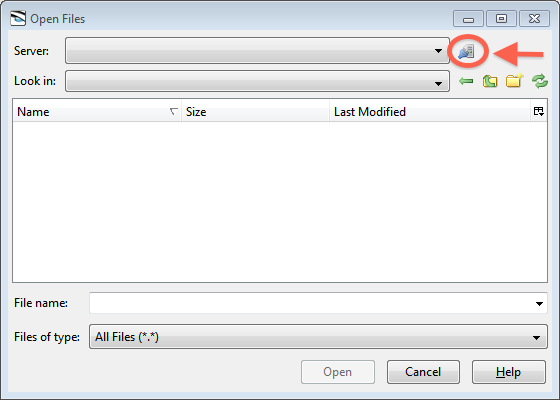 Open Files
Server:
Look in:
Name Size Last Modified
File name:
Files of type: All Files (*.*)
Open Cancel Help